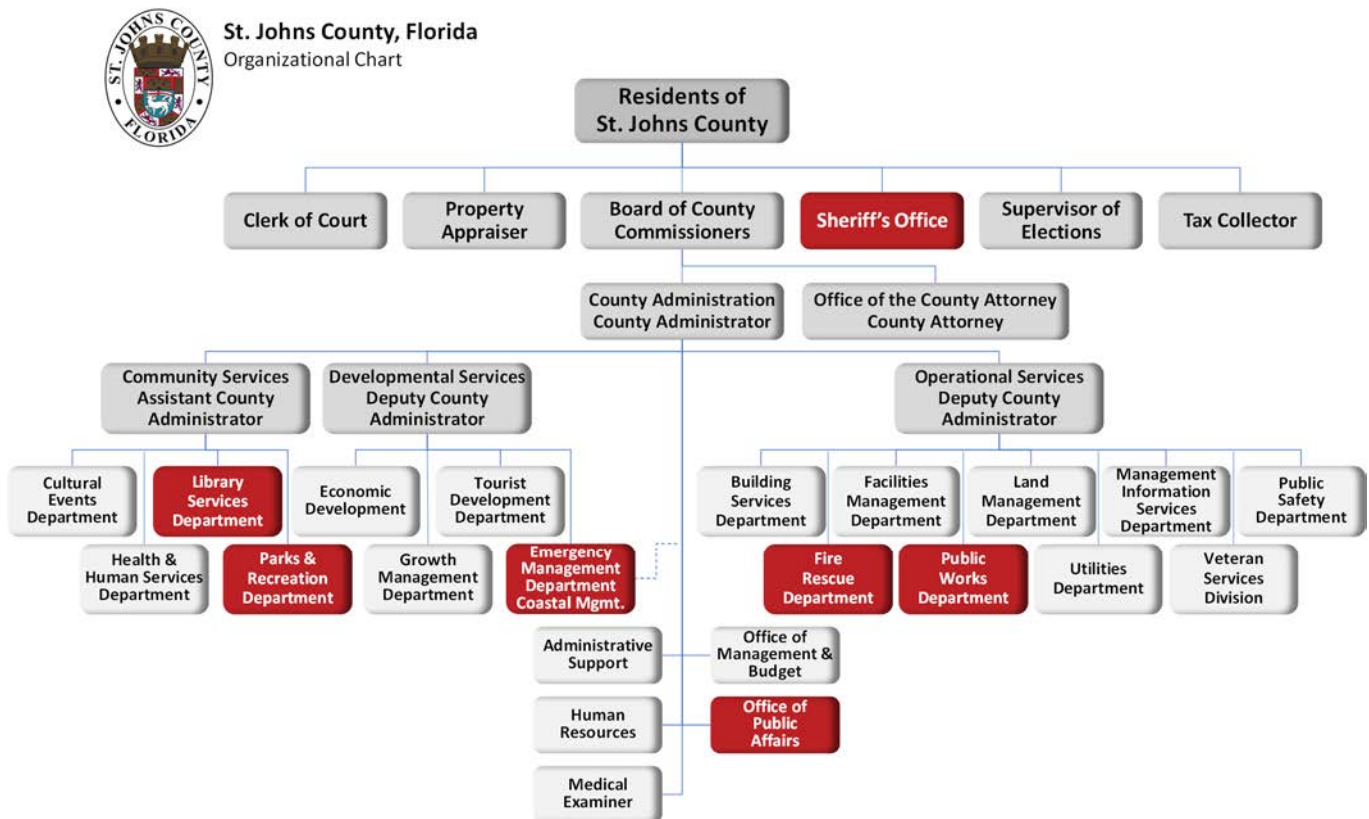 ST. JOHNS COUNTY
• FLORIDA •
St. Johns County, Florida
Organizational Chart
Residents of
St. Johns County
Clerk of Court
Property
Appraiser
Board of County
Commissioners
Sheriff's Office
Supervisor of
Elections
Tax Collector
County Administration
County Administrator
Office of the County Attorney
County Attorney
Community Services
Assistant County
Administrator
Developmental Services
Deputy County
Administrator
Operational Services
Deputy County
Administrator
Cultural
Events
Department
Library
Services
Department
Economic
Development
Tourist
Development
Department
Building
Services
Department
Facilities
Management
Department
Land
Management
Department
Management
Information
Services
Department
Public
Safety
Department
Health &
Human Services
Department
Parks &
Recreation
Department
Growth
Management
Department
Emergency
Management
Department
Coastal Mgmt.
Fire
Rescue
Department
Public
Works
Department
Utilities
Department
Veteran
Services
Division
Administrative
Support
Office of
Management &
Budget
Human
Resources
Office of
Public
Affairs
Medical
Examiner